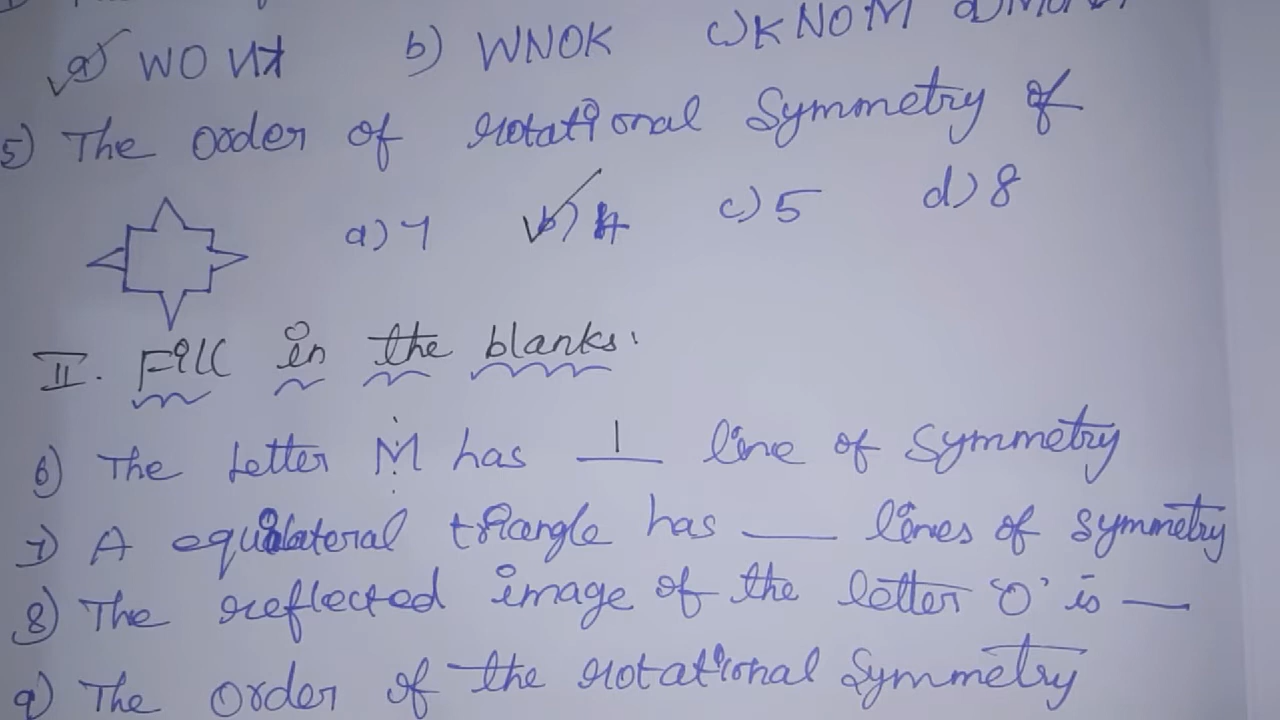 a) WO
b) WNOK
c) KNOM
d)
5) The order of rotational Symmetry of
a) 7 b) 4 c) 5 d) 8
II. Fill in the blanks.
6) The letter M has 1 line of Symmetry
7) A equilateral triangle has ___ lines of symmetry
8) The reflected image of the letter 'O' is __
9) The order of the rotational Symmetry